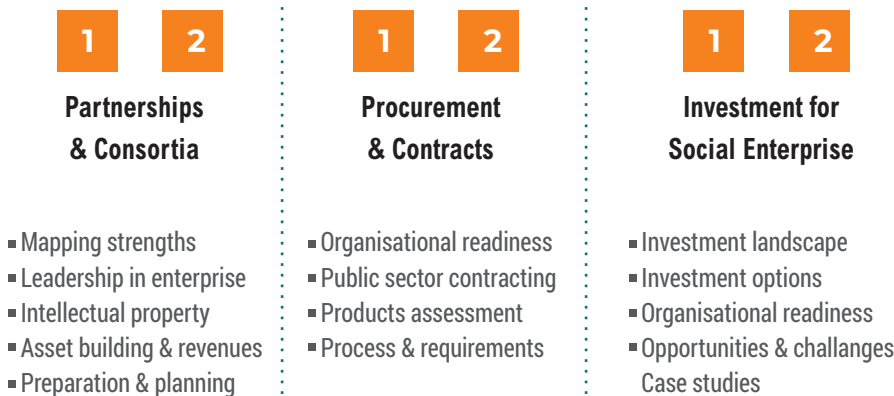 1 2
Partnerships
& Consortia
▪ Mapping strengths
▪ Leadership in enterprise
▪ Intellectual property
▪ Asset building & revenues
▪ Preparation & planning
1 2
Procurement
& Contracts
▪ Organisational readiness
▪ Public sector contracting
▪ Products assessment
▪ Process & requirements
1 2
Investment for
Social Enterprise
▪ Investment landscape
▪ Investment options
▪ Organisational readiness
▪ Opportunities & challanges
Case studies